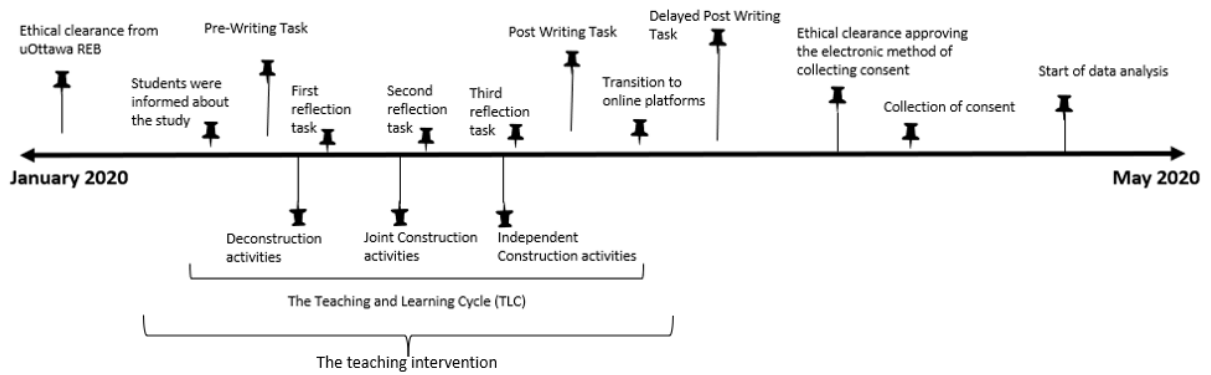 Ethical clearance from
uOttawa REB
Students were
informed about
the study
Pre-Writing Task
First
reflection
task
Second
reflection
task
Third
reflection
task
Post Writing Task
Transition to
online platforms
Delayed Post Writing
Task
Ethical clearance approving
the electronic method of
collecting consent
Collection of consent
Start of data analysis
January 2020
May 2020
Deconstruction
activities
Joint Construction
activities
Independent
Construction activities
The Teaching and Learning Cycle (TLC)
The teaching intervention